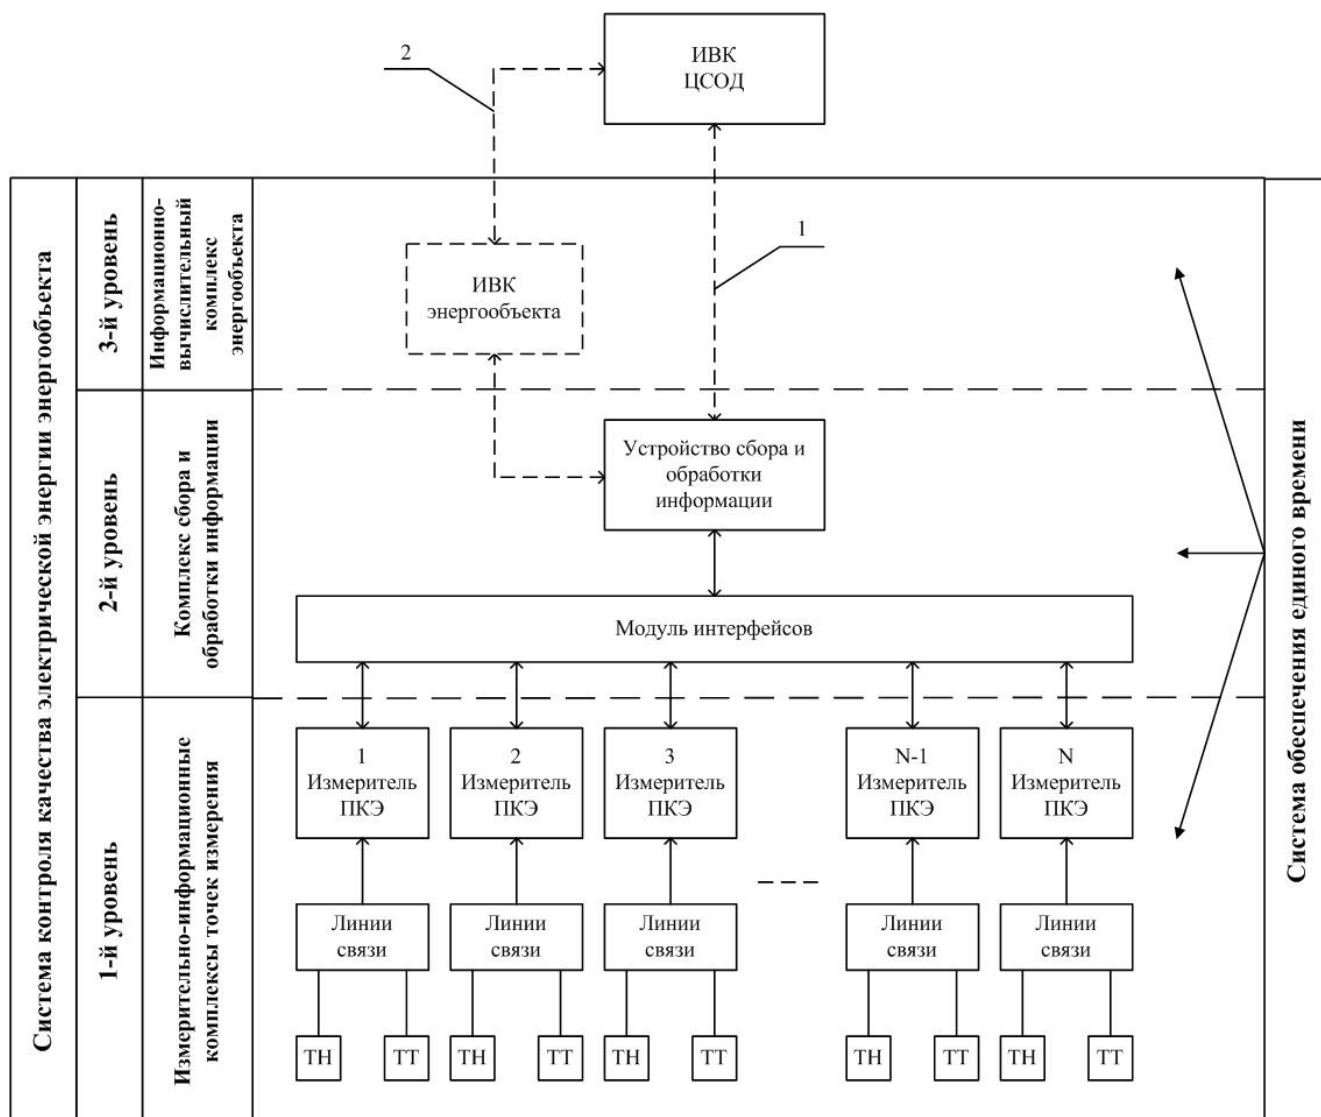 2
ИВК
ЦСОД
1
ИВК
энергообъекта
Устройство сбора и
обработки
информации
Модуль интерфейсов
1
Измеритель
ПКЭ
2
Измеритель
ПКЭ
3
Измеритель
ПКЭ
N-1
Измеритель
ПКЭ
N
Измеритель
ПКЭ
Линии
связи
Линии
связи
Линии
связи
Линии
связи
Линии
связи
ТН
ТТ
ТН
ТТ
ТН
ТТ
ТН
ТТ
ТН
ТТ
Система контроля качества электрической энергии энергообъекта
3-й уровень
Информационно-
вычислительный
комплекс
энергообъекта
2-й уровень
Комплекс сбора и
обработки информации
1-й уровень
Измерительно-информационные
комплексы точек измерения
Система обеспечения единого времени